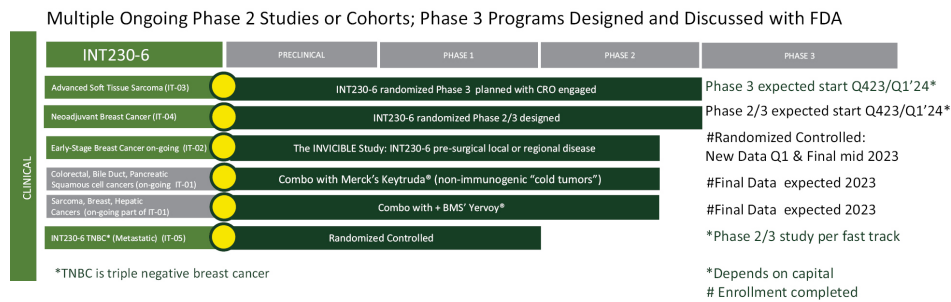 Multiple Ongoing Phase 2 Studies or Cohorts; Phase 3 Programs Designed and Discussed with FDA
CLINICAL
INT230-6
PRECLINICAL
PHASE 1
PHASE 2
PHASE 3
Advanced Soft Tissue Sarcoma (IT-03)
INT230-6 randomized Phase 3 planned with CRO engaged
Phase 3 expected start Q423/Q1’24*
Neoadjuvant Breast Cancer (IT-04)
INT230-6 randomized Phase 2/3 designed
Phase 2/3 expected start Q423/Q1’24*
Early-Stage Breast Cancer on-going (IT-02)
The INVICIBLE Study: INT230-6 pre-surgical local or regional disease
#Randomized Controlled:
New Data Q1 & Final mid 2023
Colorectal, Bile Duct, Pancreatic
Squamous cell cancers (on-going IT-01)
Combo with Merck’s Keytruda® (non-immunogenic “cold tumors”)
#Final Data expected 2023
Sarcoma, Breast, Hepatic
Cancers (on-going part of IT-01)
Combo with + BMS’ Yervoy®
#Final Data expected 2023
INT230-6 TNBC* (Metastatic) (IT-05)
Randomized Controlled
*Phase 2/3 study per fast track
*TNBC is triple negative breast cancer
*Depends on capital
# Enrollment completed